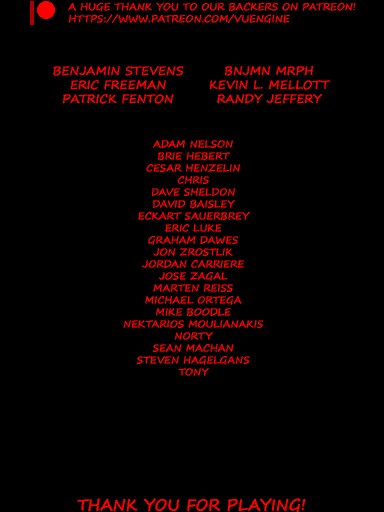 A HUGE THANK YOU TO OUR BACKERS ON PATREON!
HTTPS://WWW.PATREON.COM/VUENGINE
BENJAMIN STEVENS BNJMN MRPH
ERIC FREEMAN KEVIN L. MELLOTT
PATRICK FENTON RANDY JEFFERY
ADAM NELSON
BRIE HEBERT
CESAR HENZELIN
CHRIS
DAVE SHELDON
DAVID BAISLEY
ECKART SAUERBREY
ERIC LUKE
GRAHAM DAWES
JON ZROSTLIK
JORDAN CARRIERE
JOSE ZAGAL
MARTEN REISS
MICHAEL ORTEGA
MIKE BOODLE
NEKTARIOS MOULIANAKIS
NORTY
SEAN MACHAN
STEVEN HAGELGANS
TONY
THANK YOU FOR PLAYING!